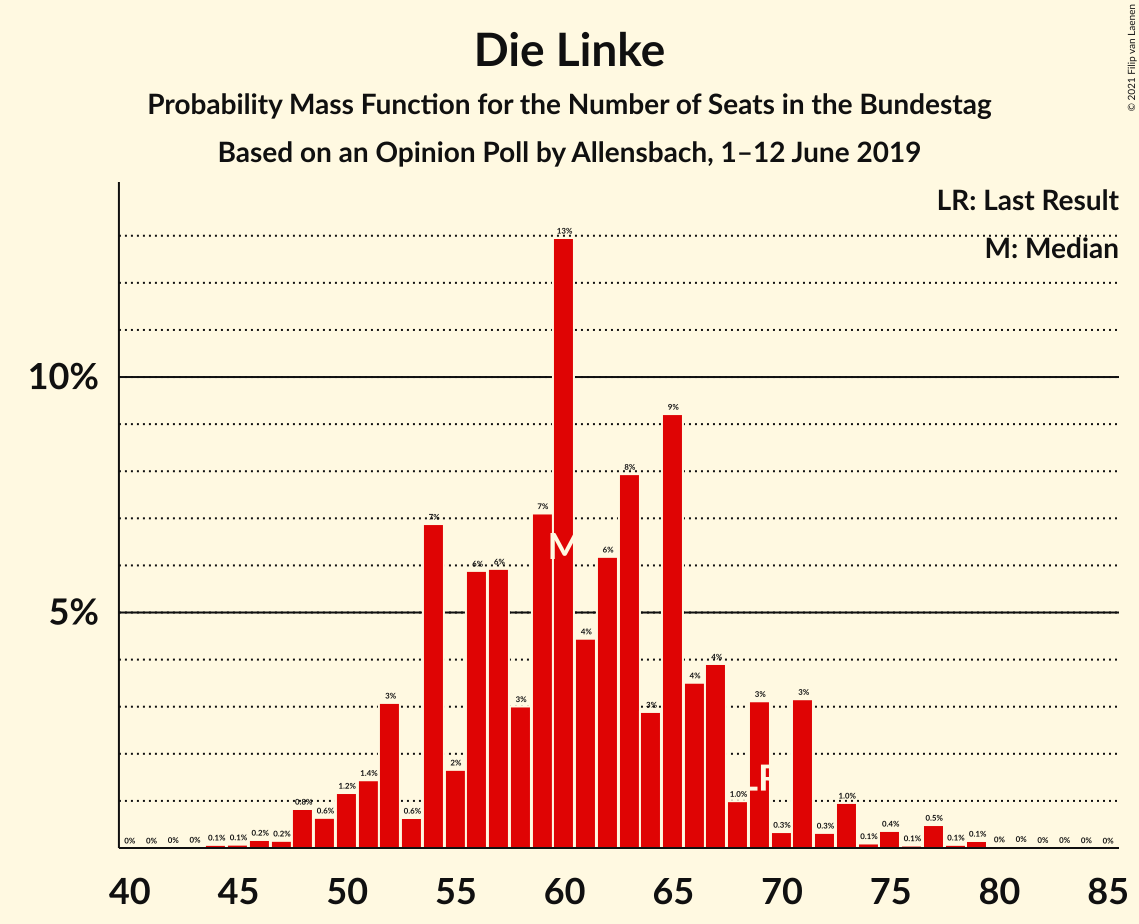 Die Linke
Probability Mass Function for the Number of Seats in the Bundestag
Based on an Opinion Poll by Allensbach, 1–12 June 2019
© 2021 Filip van Laenen
LR: Last Result
M: Median
10%
5%
0% 0% 0% 0% 0.1% 0.1% 0.2% 0.2% 0.8% 0.6% 1.2% 1.4% 3% 0.6% 7% 2% 6% 6% 3% 7% 13% 4% 6% 8% 3% 9% 4% 4% 1.0% 3% 0.3% 3% 0.3% 1.0% 0.1% 0.4% 0.1% 0.5% 0.1% 0.1% 0% 0% 0% 0% 0% 0%
M
LR
40 45 50 55 60 65 70 75 80 85